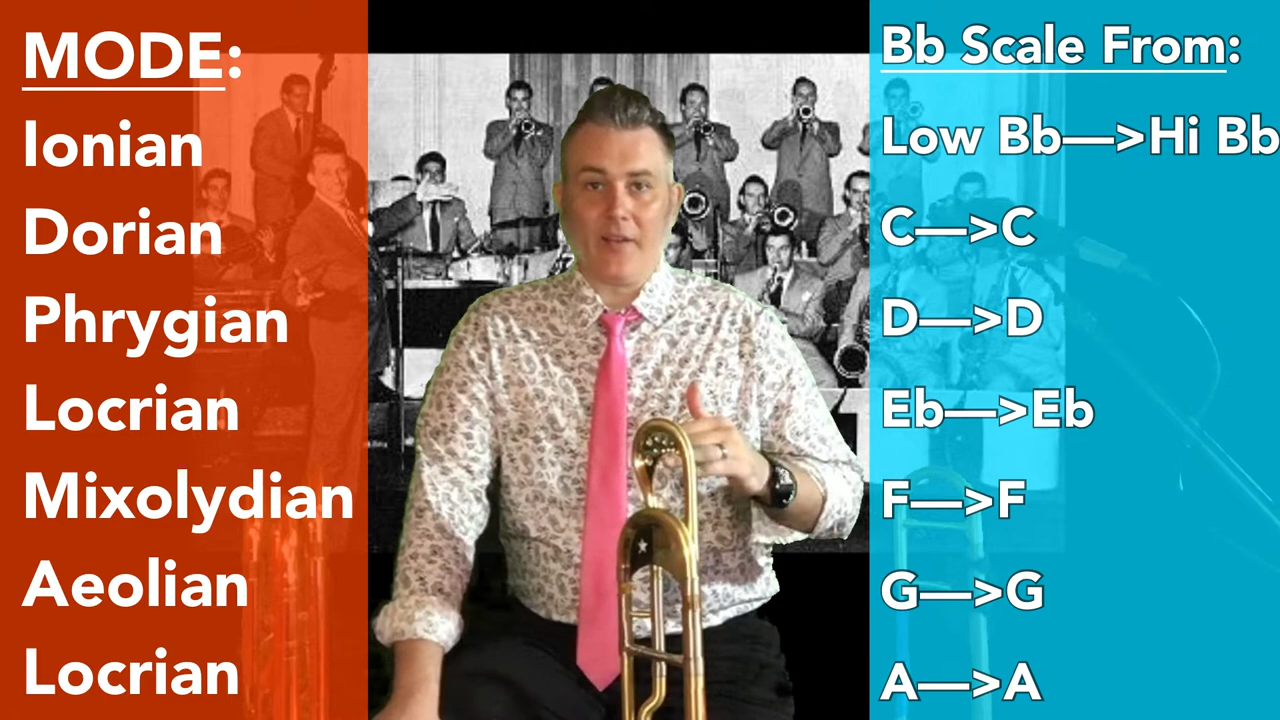 MODE:
Ionian
Dorian
Phrygian
Locrian
Mixolydian
Aeolian
Locrian
Bb Scale From:
Low Bb—>Hi Bb
C—>C
D—>D
Eb—>Eb
F—>F
G—>G
A—>A